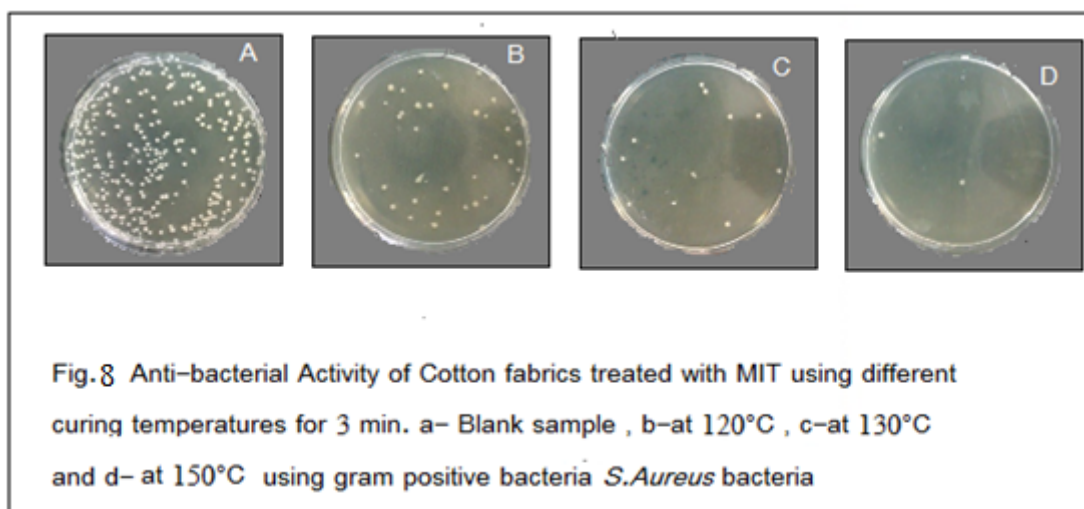 A B C D
Fig.8 Anti-bacterial Activity of Cotton fabrics treated with MIT using different
curing temperatures for 3 min. a- Blank sample , b-at 120°C , c-at 130°C
and d- at 150°C using gram positive bacteria S.Aureus bacteria